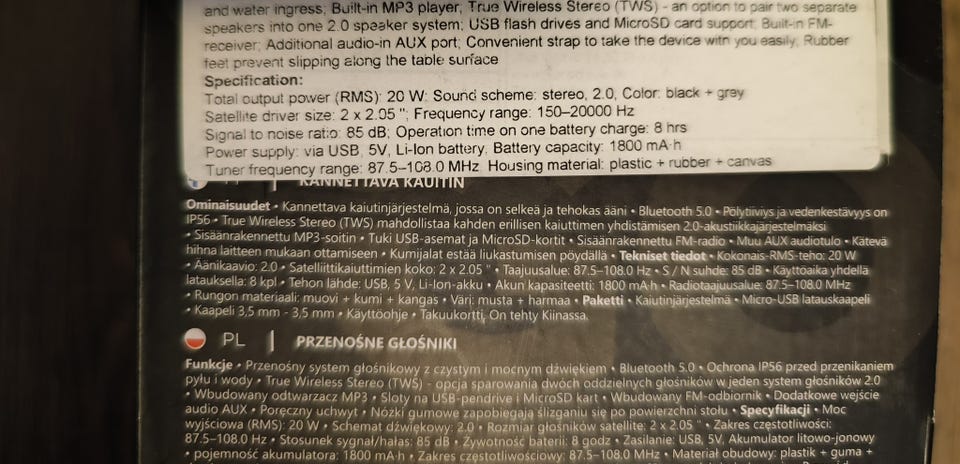 and water ingress; Built-in MP3 player; True Wireless Stereo (TWS) - an option to pair two separate
speakers into one 2.0 speaker system; USB flash drives and MicroSD card support; Built-in FM-
receiver; Additional audio-in AUX port; Convenient strap to take the device with you easily; Rubber
feet prevent slipping along the table surface
Specification:
Total output power (RMS): 20 W; Sound scheme: stereo, 2.0, Color: black + grey
Satellite driver size: 2 x 2.05 "; Frequency range: 150–20000 Hz
Signal to noise ratio: 85 dB; Operation time on one battery charge: 8 hrs
Power supply: via USB, 5V, Li-Ion battery. Battery capacity: 1800 mA·h
Tuner frequency range: 87.5–108.0 MHz. Housing material: plastic + rubber + canvas
KANNETTAVA KAIUTIN
Ominaisuudet • Kannettava kaiutinjärjestelmä, jossa on selkeä ja tehokas ääni • Bluetooth 5.0 • Pölytiiviys ja vedenkestävyys on
IP56 • True Wireless Stereo (TWS) mahdollistaa kahden erillisen kaiuttimen yhdistämisen 2.0-akustiikkajärjestelmäksi
• Sisäänrakennettu MP3-soitin • Tuki USB-asemat ja MicroSD-kortit • Sisäänrakennettu FM-radio • Muu AUX audiotulo • Kätevä
hihna laitteen mukaan ottamiseen • Kumijalat estää liukastumisen pöydällä • Tekniset tiedot • Kokonais-RMS-teho: 20 W
• Äänikaavio: 2.0 • Satelliittikaiuttimien koko: 2 x 2.05 " • Taajuusalue: 87.5–108.0 Hz • S / N suhde: 85 dB • Käyttöaika yhdellä
latauksella: 8 kpl • Tehon lähde: USB, 5 V, Li-Ion-akku • Akun kapasiteetti: 1800 mA·h • Radiotaajuusalue: 87.5–108.0 MHz
• Rungon materiaali: muovi + kumi + kangas • Väri: musta + harmaa • Paketti • Kaiutinjärjestelmä • Micro-USB latauskaapeli
• Kaapeli 3,5 mm - 3,5 mm • Käyttöohje • Takuukortti, On tehty Kiinassa.
PL | PRZENOŚNE GŁOŚNIKI
Funkcje • Przenośny system głośnikowy z czystym i mocnym dźwiękiem • Bluetooth 5.0 • Ochrona IP56 przed przenikaniem
pyłu i wody • True Wireless Stereo (TWS) - opcja sparowania dwóch oddzielnych głośników w jeden system głośników 2.0
• Wbudowany odtwarzacz MP3 • Sloty na USB-pendrive i MicroSD kart • Wbudowany FM-odbiornik • Dodatkowe wejście
audio AUX • Poręczny uchwyt • Nóżki gumowe zapobiegają ślizganiu się po powierzchni stołu • Specyfikacji • Moc
wyjściowa (RMS): 20 W • Schemat dźwiękowy: 2.0 • Rozmiar głośników satellite: 2 x 2.05 " • Zakres częstotliwości:
87.5–108.0 Hz • Stosunek sygnał/hałas: 85 dB • Żywotność baterii: 8 godz • Zasilanie: USB, 5V, Akumulator litowo-jonowy
• pojemność akumulatora: 1800 mA·h • Zakres częstotliwości: 87.5–108.0 MHz • Materiał obudowy: plastik + guma +